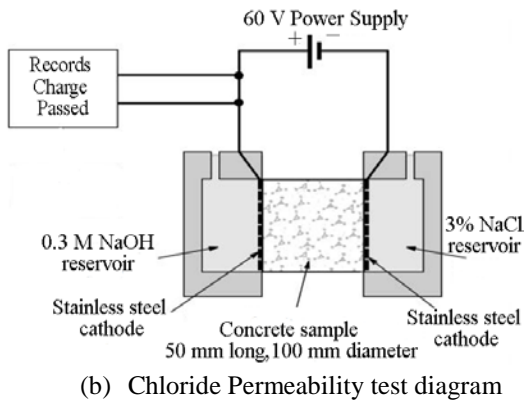 60 V Power Supply
+ −
Records
Charge
Passed
0.3 M NaOH
reservoir
3% NaCl
reservoir
Stainless steel
cathode
Concrete sample
50 mm long,100 mm diameter
Stainless steel
cathode
(b) Chloride Permeability test diagram